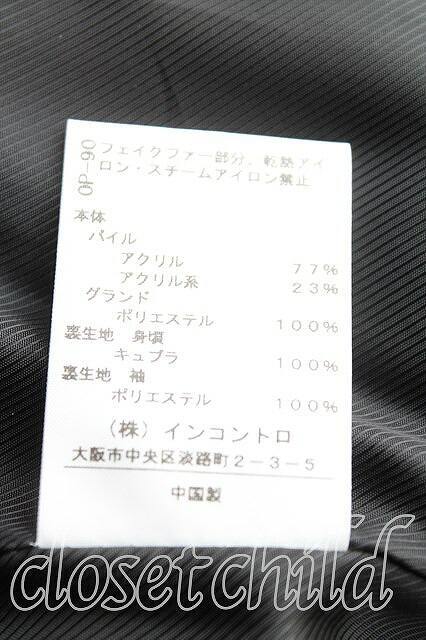 OP-90
フェイクファー部分、乾熱アイ
ロン・スチームアイロン禁止
本体
パイル
アクリル 77%
アクリル系 23%
グランド
ポリエステル 100%
裏生地 身頃
キュプラ 100%
裏生地 袖
ポリエステル 100%
(株)インコントロ
大阪市中央区淡路町2-3-5
中国製
closetchild